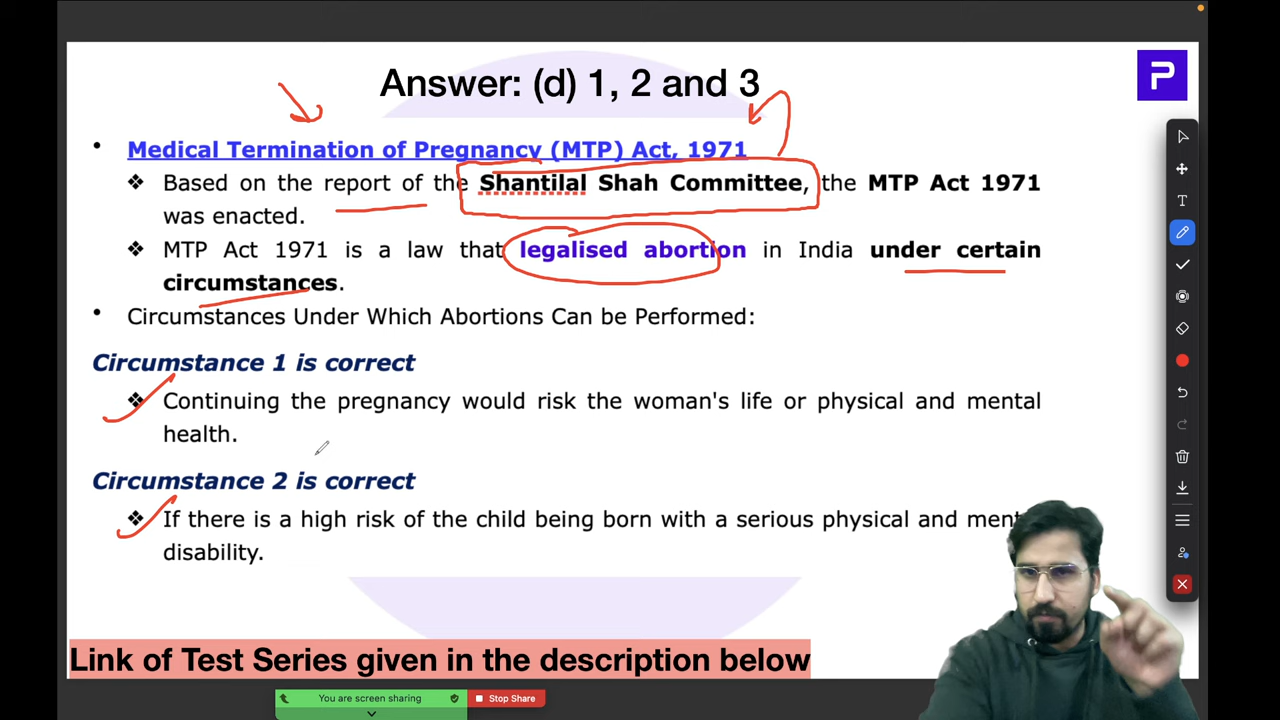 Answer: (d) 1, 2 and 3
P
• Medical Termination of Pregnancy (MTP) Act, 1971
❖ Based on the report of the Shantilal Shah Committee, the MTP Act 1971
was enacted.
❖ MTP Act 1971 is a law that legalised abortion in India under certain
circumstances.
• Circumstances Under Which Abortions Can be Performed:
Circumstance 1 is correct
❖ Continuing the pregnancy would risk the woman's life or physical and mental
health.
Circumstance 2 is correct
❖ If there is a high risk of the child being born with a serious physical and
disability.
Link of Test Series given in the description below
You are screen sharing
Stop Share
T